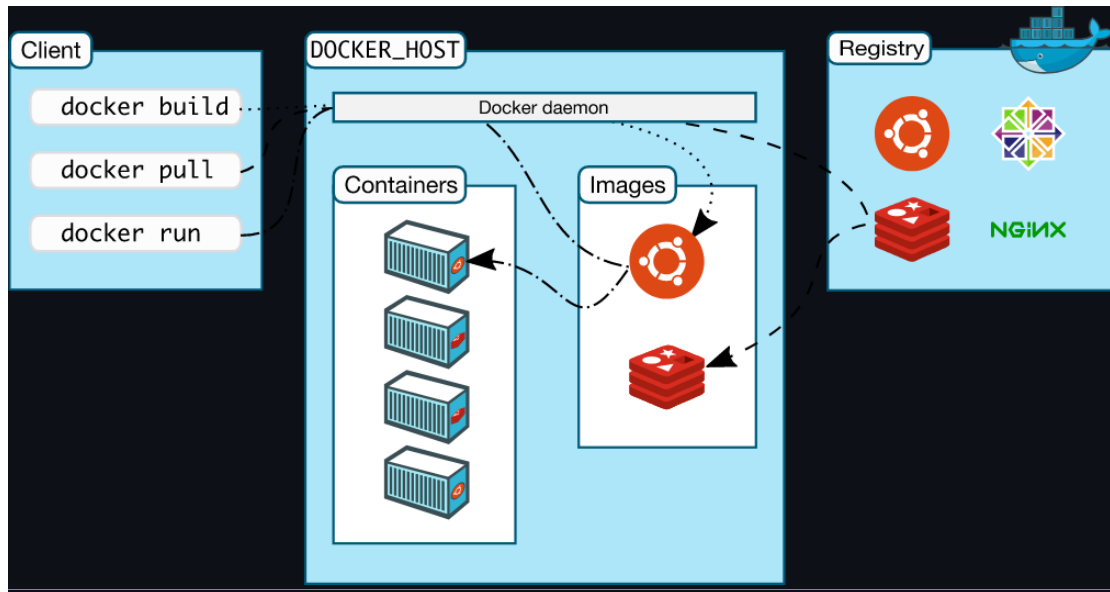 Client
docker build
docker pull
docker run
DOCKER_HOST
Docker daemon
Containers
Images
Registry
NGiNX